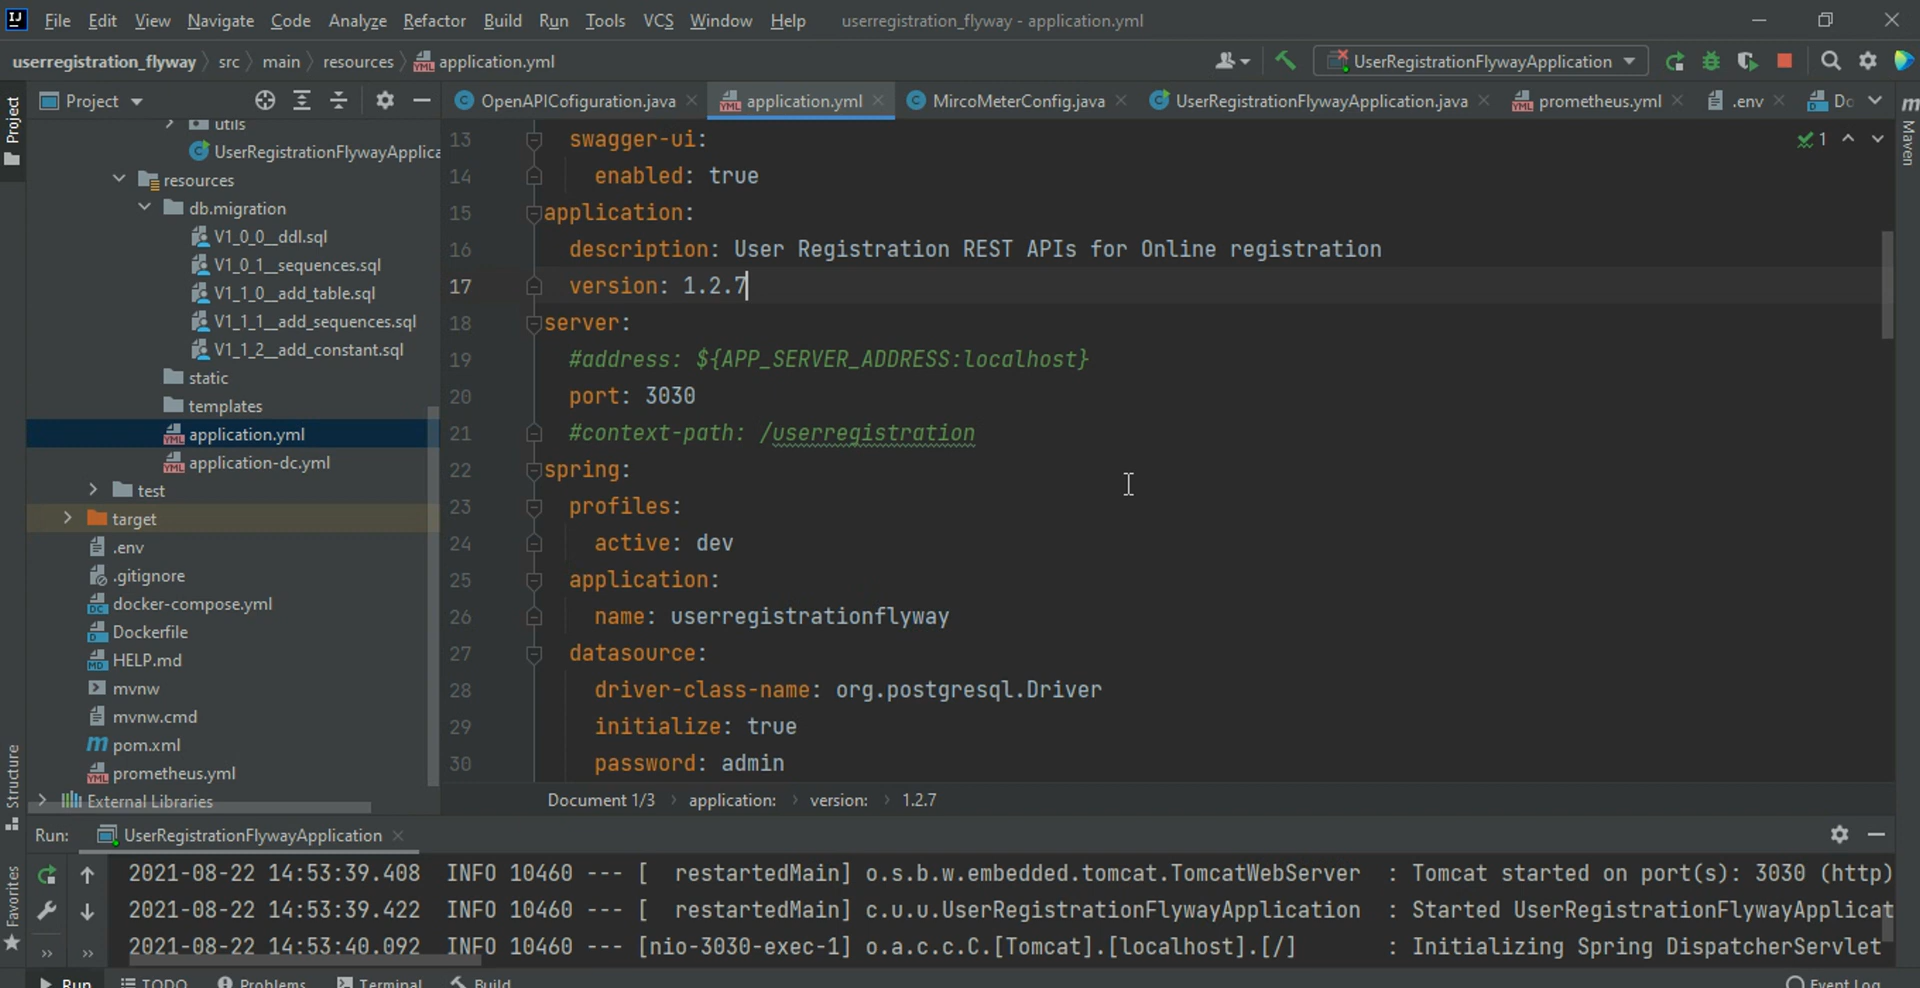 File Edit View Navigate Code Analyze Refactor Build Run Tools VCS Window Help userregistration_flyway - application.yml
userregistration_flyway src main resources application.yml UserRegistrationFlywayApplication
Project OpenAPICofiguration.java application.yml MircoMeterConfig.java UserRegistrationFlywayApplication.java prometheus.yml .env Do
Project
Structure
Favorites
Maven
utils
UserRegistrationFlywayApplica
resources
db.migration
V1_0_0__ddl.sql
V1_0_1__sequences.sql
V1_1_0__add_table.sql
V1_1_1__add_sequences.sql
V1_1_2__add_constant.sql
static
templates
application.yml
application-dc.yml
test
target
.env
.gitignore
docker-compose.yml
Dockerfile
HELP.md
mvnw
mvnw.cmd
pom.xml
prometheus.yml
External Libraries
13 swagger-ui:
14 enabled: true
15 application:
16 description: User Registration REST APIs for Online registration
17 version: 1.2.7
18 server:
19 #address: ${APP_SERVER_ADDRESS:localhost}
20 port: 3030
21 #context-path: /userregistration
22 spring:
23 profiles:
24 active: dev
25 application:
26 name: userregistrationflyway
27 datasource:
28 driver-class-name: org.postgresql.Driver
29 initialize: true
30 password: admin
1
Document 1/3 application: version: 1.2.7
Run: UserRegistrationFlywayApplication
2021-08-22 14:53:39.408 INFO 10460 --- [ restartedMain] o.s.b.w.embedded.tomcat.TomcatWebServer : Tomcat started on port(s): 3030 (http)
2021-08-22 14:53:39.422 INFO 10460 --- [ restartedMain] c.u.u.UserRegistrationFlywayApplication : Started UserRegistrationFlywayApplicat
2021-08-22 14:53:40.092 INFO 10460 --- [nio-3030-exec-1] o.a.c.c.C.[Tomcat].[localhost].[/] : Initializing Spring DispatcherServlet
Run TODO Problems Terminal Build Event Log